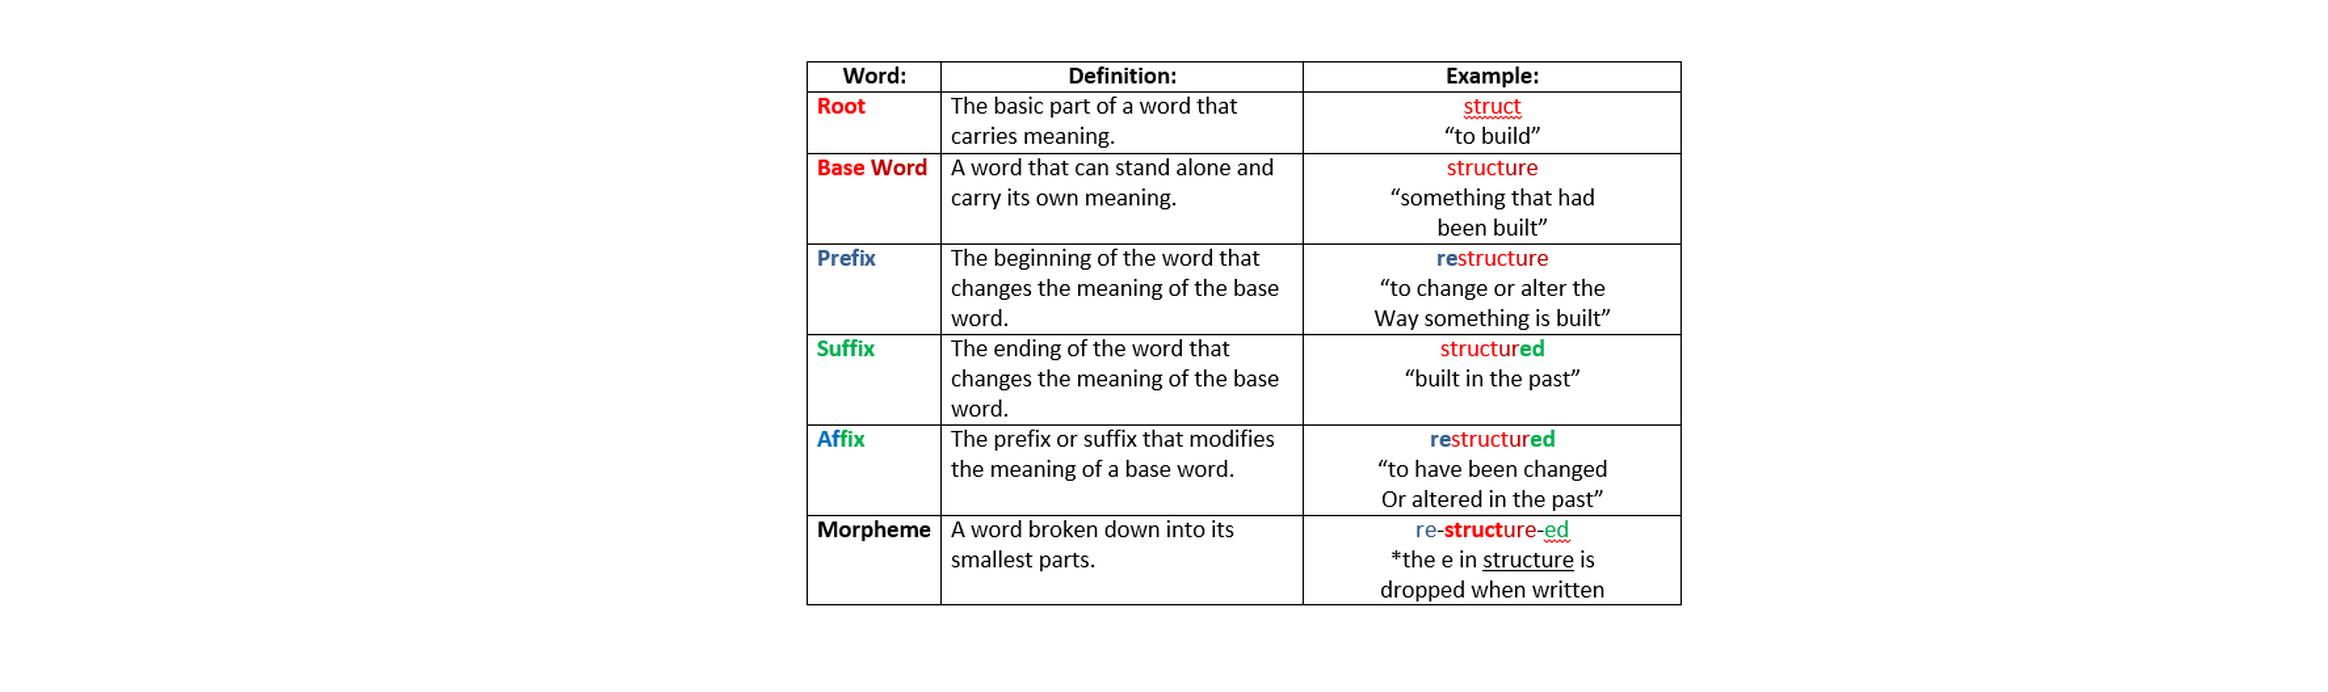 Word: Definition: Example:
Root The basic part of a word that struct
carries meaning. “to build”
Base Word A word that can stand alone and structure
carry its own meaning. “something that had
been built”
Prefix The beginning of the word that restructure
changes the meaning of the base “to change or alter the
word. Way something is built”
Suffix The ending of the word that structured
changes the meaning of the base “built in the past”
word.
Affix The prefix or suffix that modifies restructured
the meaning of a base word. “to have been changed
Or altered in the past”
Morpheme A word broken down into its re-structure-ed
smallest parts. *the e in structure is
dropped when written